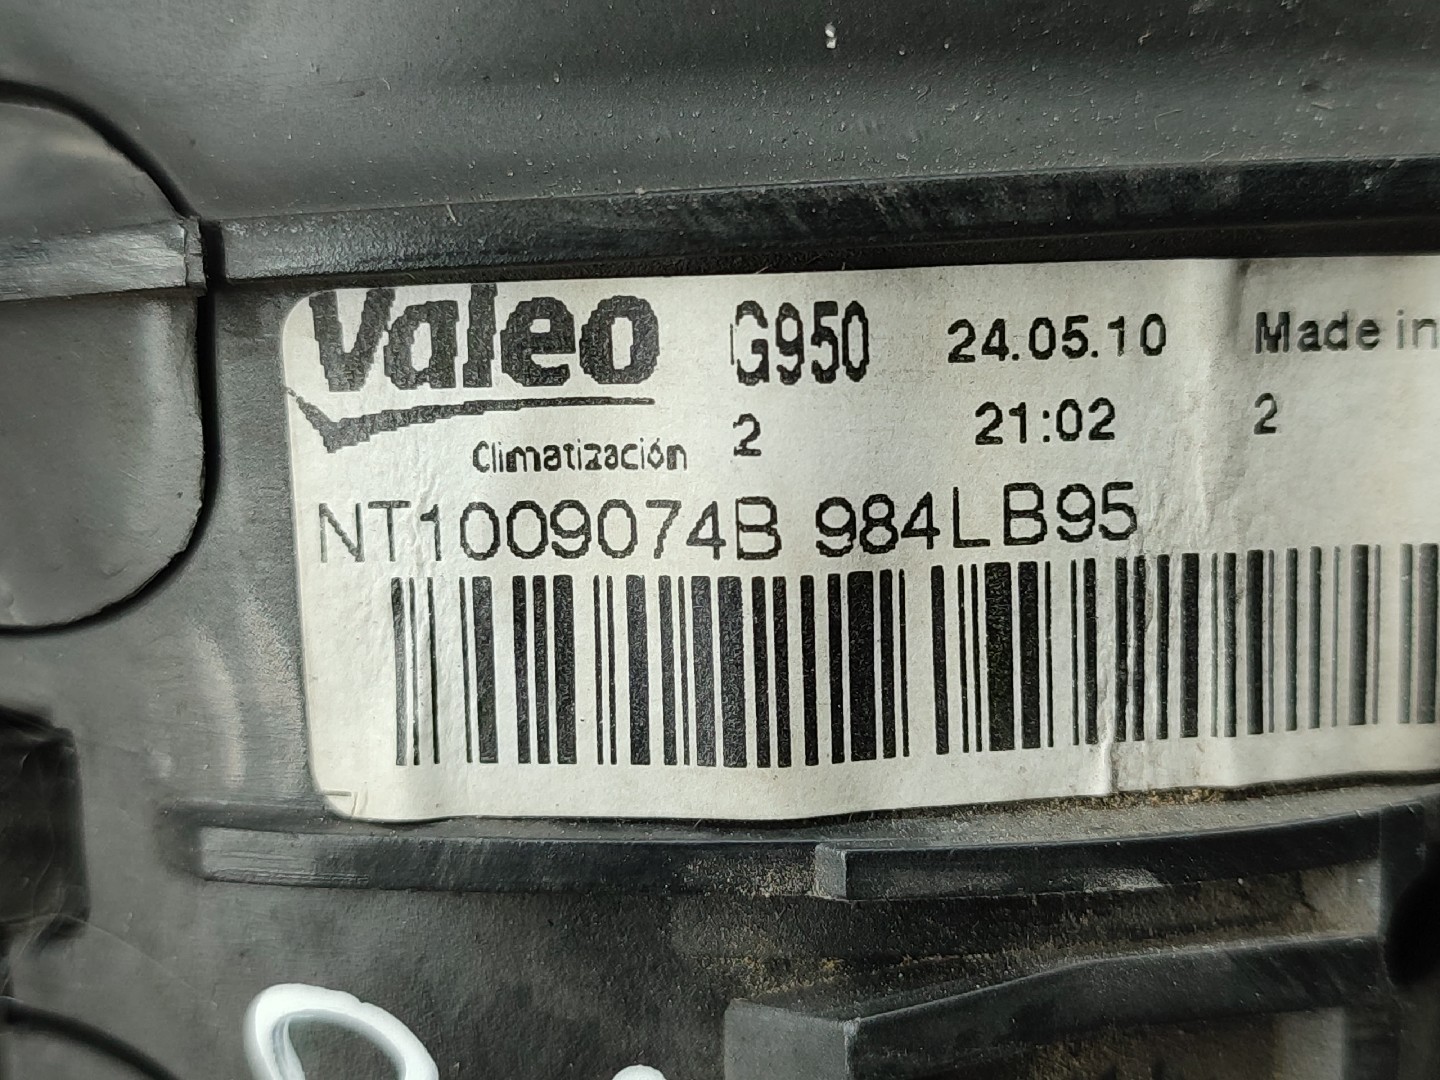 Valeo G950 24.05.10 Made in
Climatización 2 21:02 2
NT1009074B 984LB95